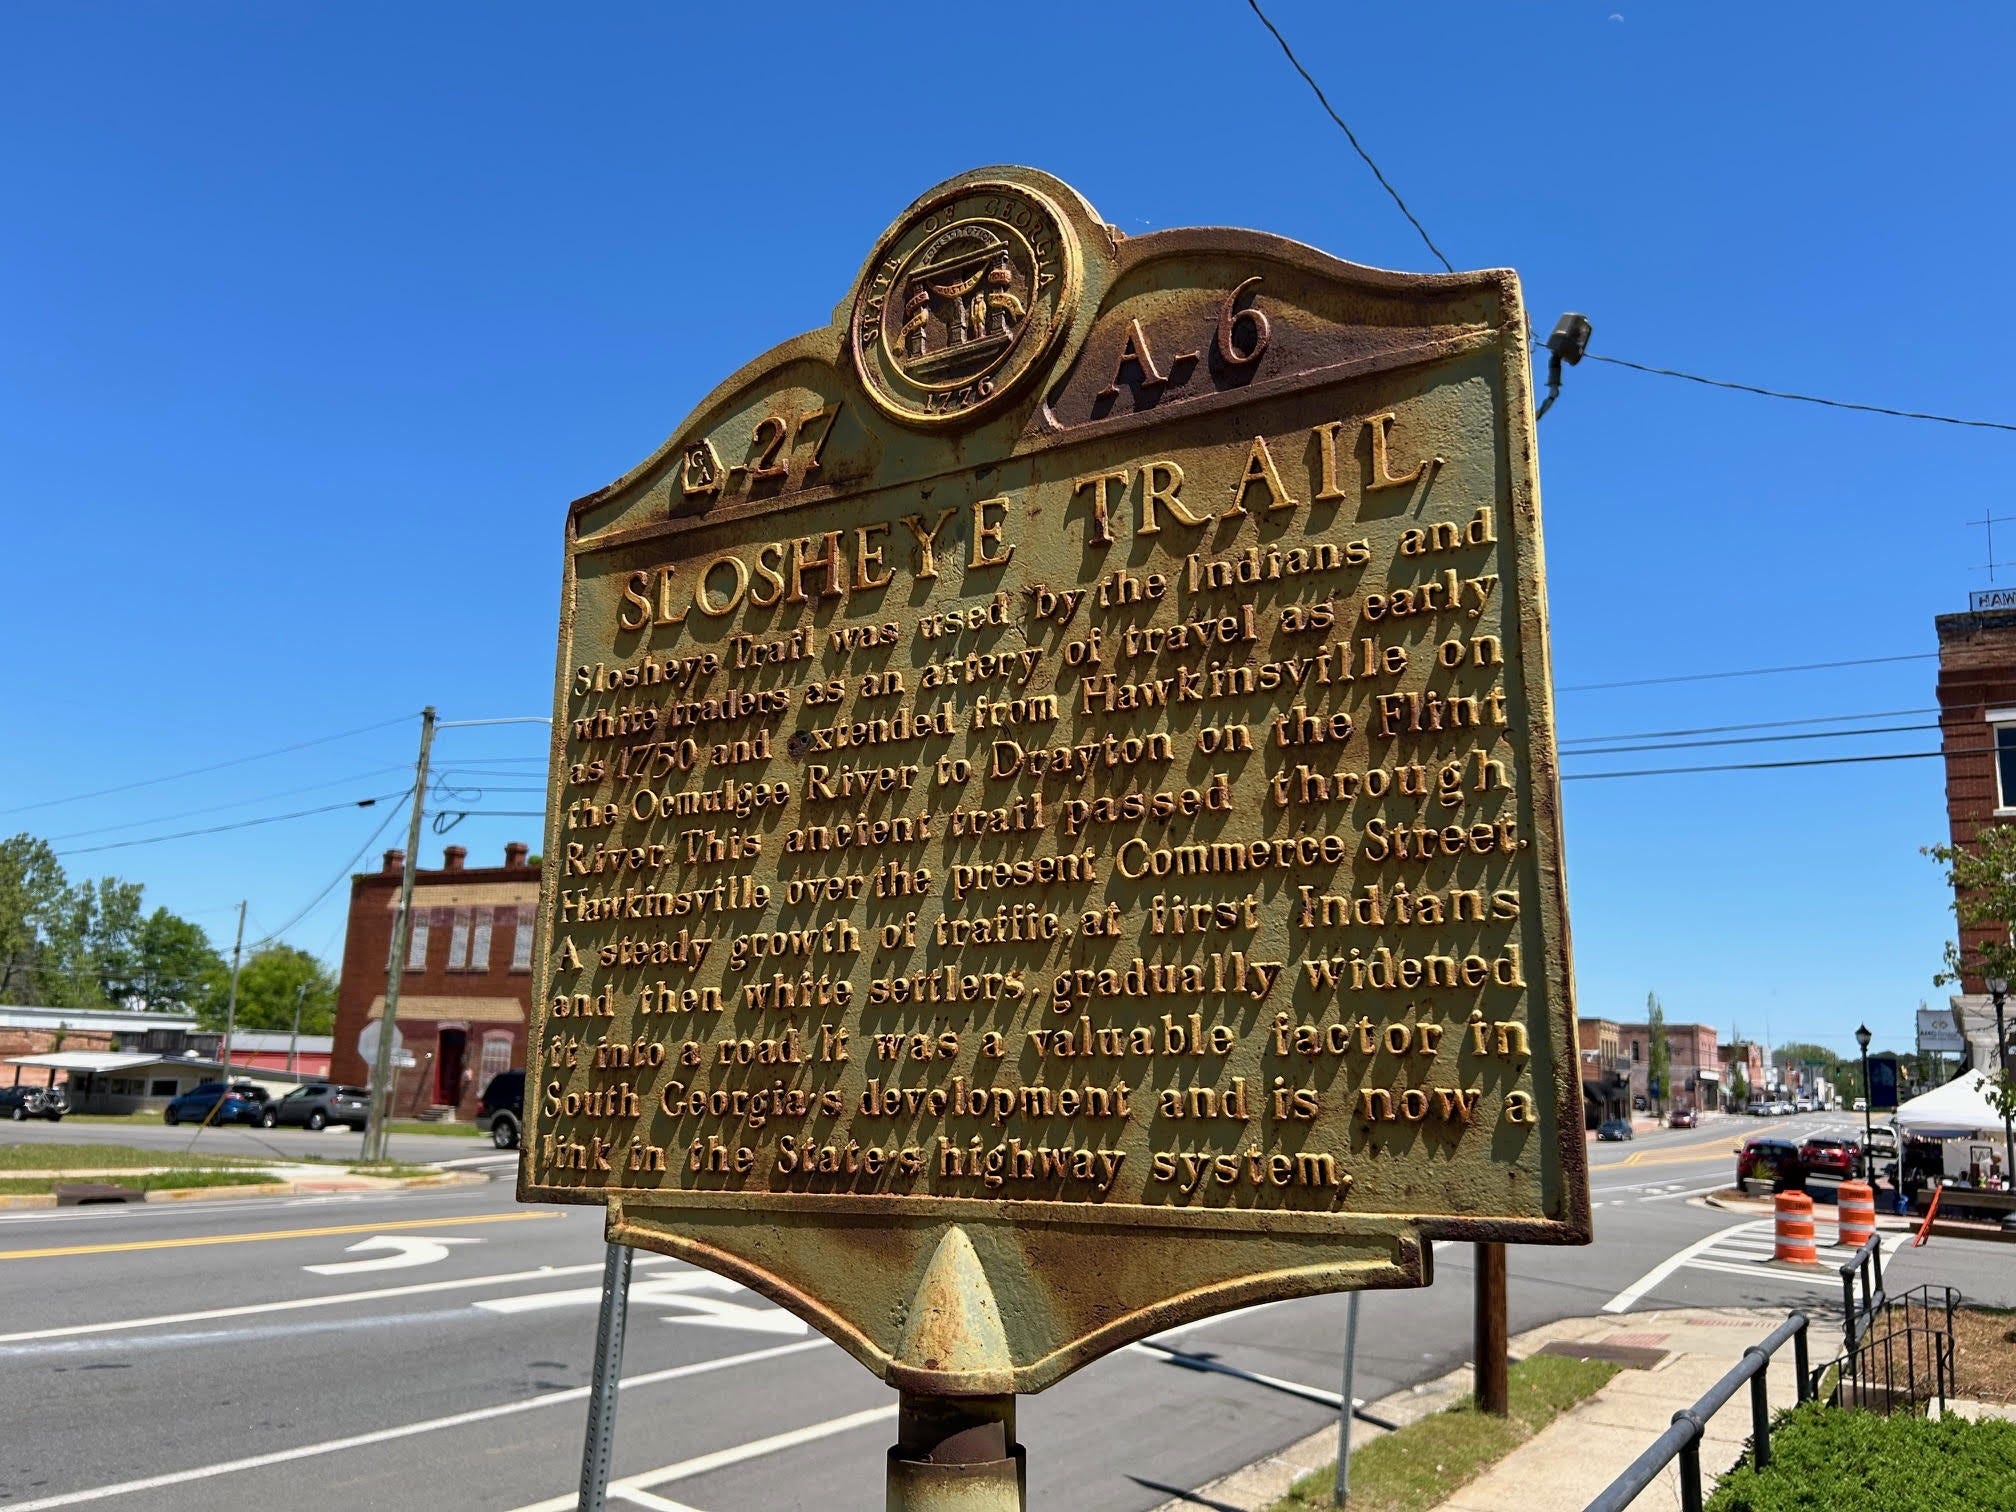 STATE OF GEORGIA
CONSTITUTION
JUSTICE
1776
GA
-27
A-6
SLOSHEYE TRAIL
Slosheye Trail was used by the Indians and
white traders as an artery of travel as early
as 1750 and xtended from Hawkinsville on
the Ocmulgee River to Drayton on the Flint
River. This ancient trail passed through
Hawkinsville over the present Commerce Street.
A steady growth of traffic, at first Indians
and then white settlers, gradually widened
it into a road. It was a valuable factor in
South Georgia's development and is now a
link in the State's highway system.
HAW